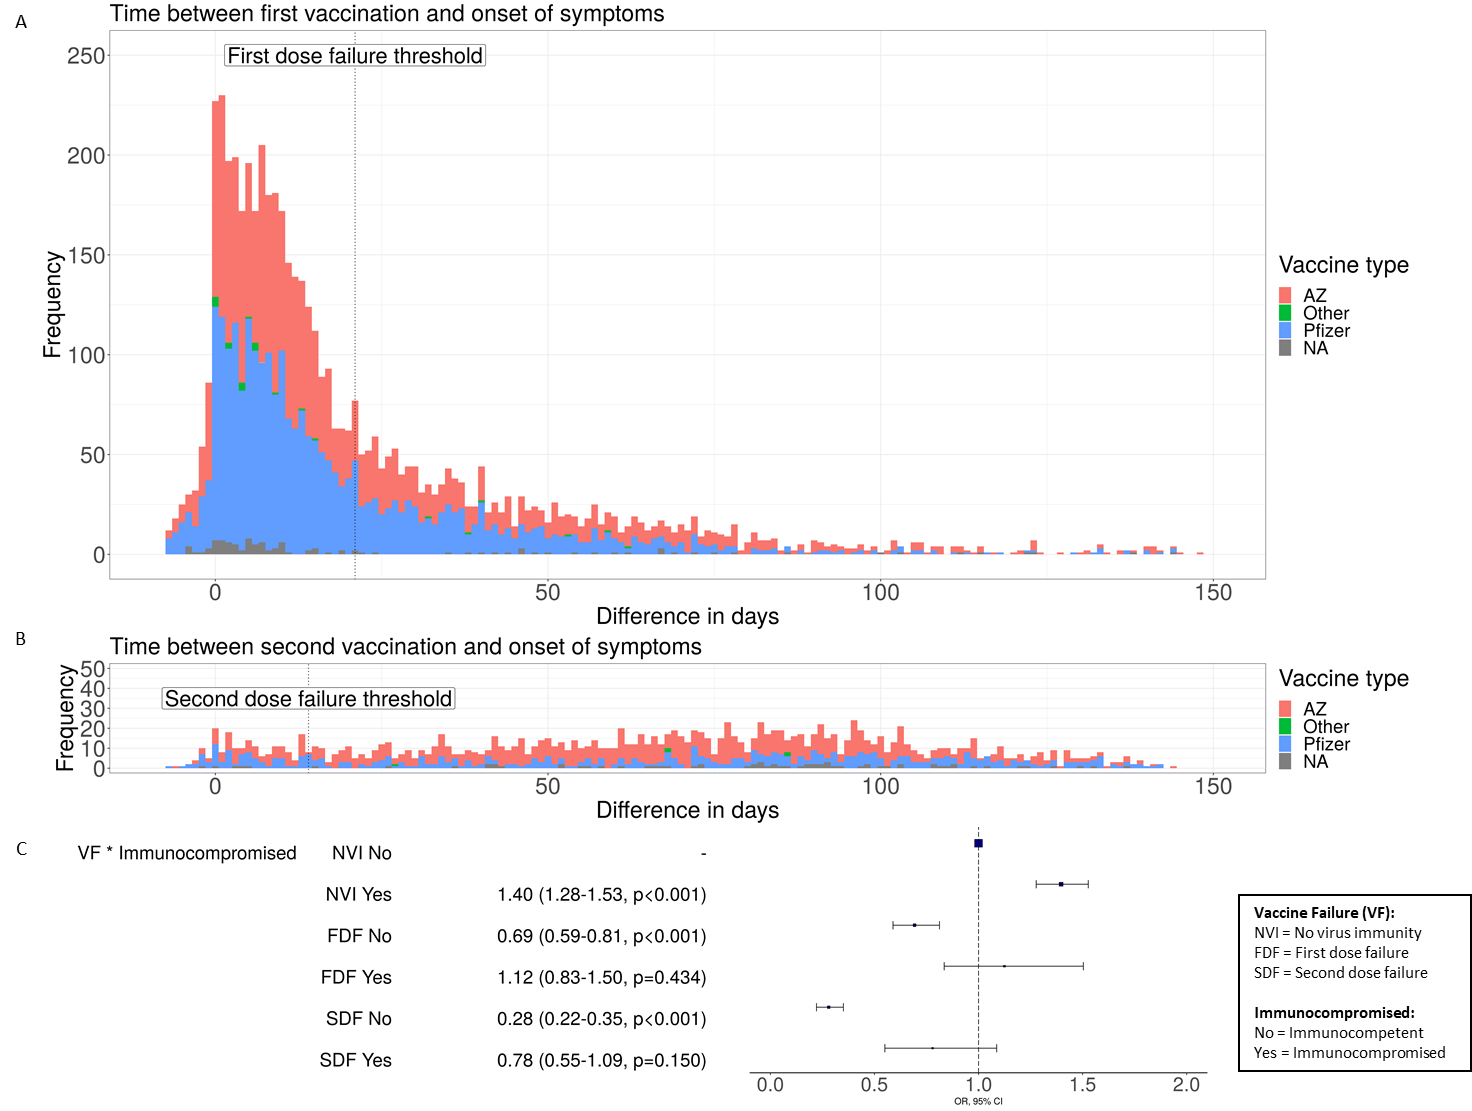 A
Time between first vaccination and onset of symptoms
First dose failure threshold
250
200
150
100
50
0
Frequency
0 50 100 150
Difference in days
Vaccine type
AZ
Other
Pfizer
NA
B
Time between second vaccination and onset of symptoms
Second dose failure threshold
50
40
30
20
10
0
Frequency
0 50 100 150
Difference in days
Vaccine type
AZ
Other
Pfizer
NA
C
VF * Immunocompromised NVI No -
NVI Yes 1.40 (1.28-1.53, p<0.001)
FDF No 0.69 (0.59-0.81, p<0.001)
FDF Yes 1.12 (0.83-1.50, p=0.434)
SDF No 0.28 (0.22-0.35, p<0.001)
SDF Yes 0.78 (0.55-1.09, p=0.150)
0.0 0.5 1.0 1.5 2.0
OR, 95% CI
Vaccine Failure (VF):
NVI = No virus immunity
FDF = First dose failure
SDF = Second dose failure
Immunocompromised:
No = Immunocompetent
Yes = Immunocompromised